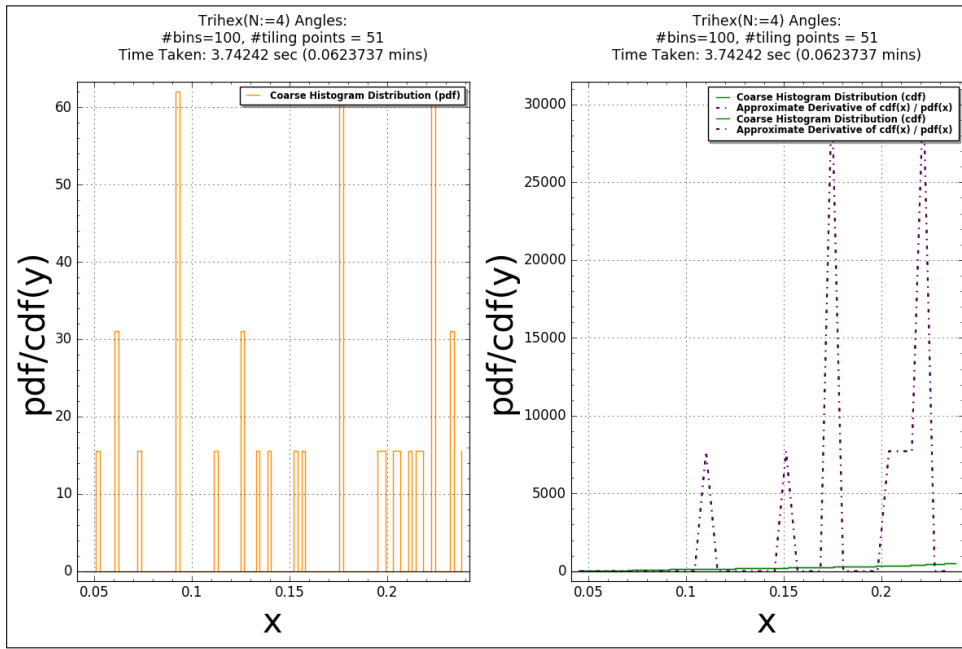 Trihex(N:=4) Angles:
#bins=100, #tiling points = 51
Time Taken: 3.74242 sec (0.0623737 mins)
Coarse Histogram Distribution (pdf)
60
50
40
30
20
10
0
pdf/cdf(y)
0.05
0.1
0.15
0.2
x
Trihex(N:=4) Angles:
#bins=100, #tiling points = 51
Time Taken: 3.74242 sec (0.0623737 mins)
Coarse Histogram Distribution (cdf)
Approximate Derivative of cdf(x) / pdf(x)
Coarse Histogram Distribution (cdf)
Approximate Derivative of cdf(x) / pdf(x)
30000
25000
20000
15000
10000
5000
0
pdf/cdf(y)
0.05
0.1
0.15
0.2
x